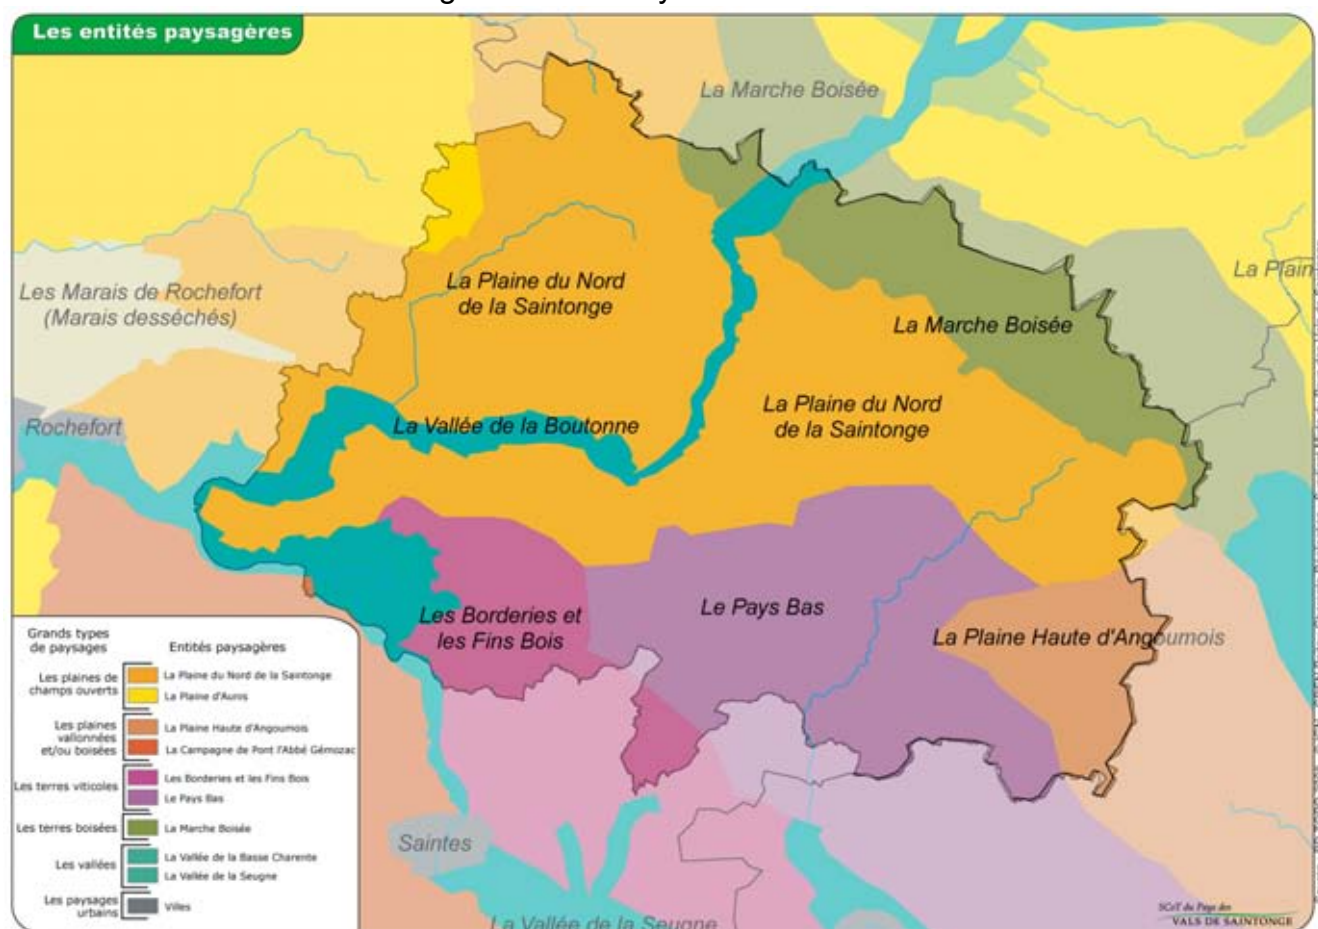 Les entités paysagères
La Marche Boisée
La Plaine du Nord
de la Saintonge
Les Marais de Rochefort
(Marais desséchés)
La Plain
La Marche Boisée
Rochefort
La Vallée de la Boutonne
La Plaine du Nord
de la Saintonge
Les Borderies et
les Fins Bois
Le Pays Bas
La Plaine Haute d'Angoumois
Saintes
La Vallée de la Seugne
Grands types
de paysages
Entités paysagères
Les plaines de
champs ouverts
La Plaine du Nord de la Saintonge
La Plaine d'Aunis
Les plaines
vallonnées
et/ou boisées
La Plaine Haute d'Angoumois
La Campagne de Pont l'Abbé Gémozac
Les terres viticoles
Les Borderies et les Fins Bois
Le Pays Bas
Les terres boisées
La Marche Boisée
Les vallées
La Vallée de la Basse Charente
La Vallée de la Seugne
Les paysages
urbains
Villes
SCoT du Pays des
VALS DE SAINTONGE